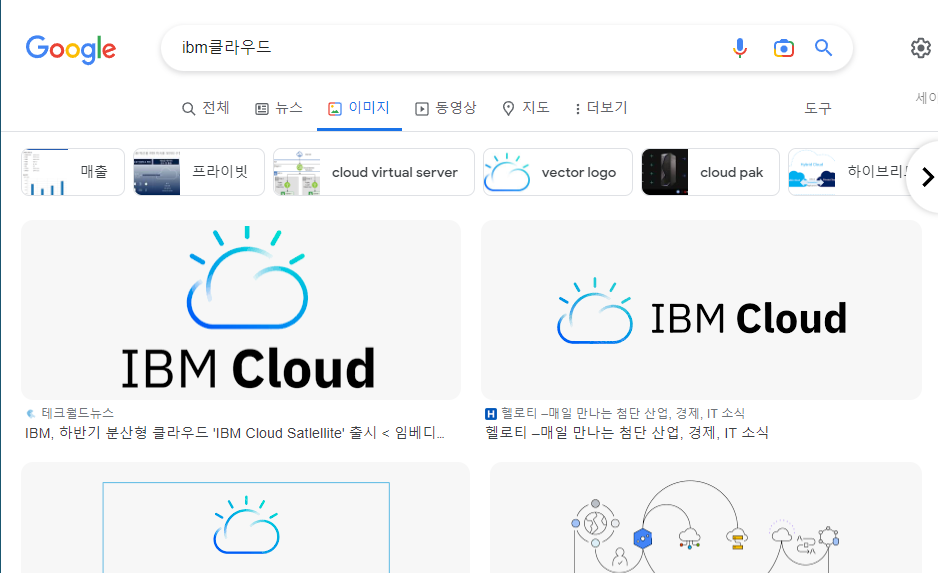 Google
ibm클라우드
세이
전체
뉴스
이미지
동영상
지도
더보기
도구
매출
프라이빗
cloud virtual server
vector logo
cloud pak
하이브리드
IBM Cloud
IBM Cloud
테크월드뉴스
IBM, 하반기 분산형 클라우드 'IBM Cloud Satlellite' 출시 < 임베디...
H
헬로티 –매일 만나는 첨단 산업, 경제, IT 소식
헬로티 –매일 만나는 첨단 산업, 경제, IT 소식